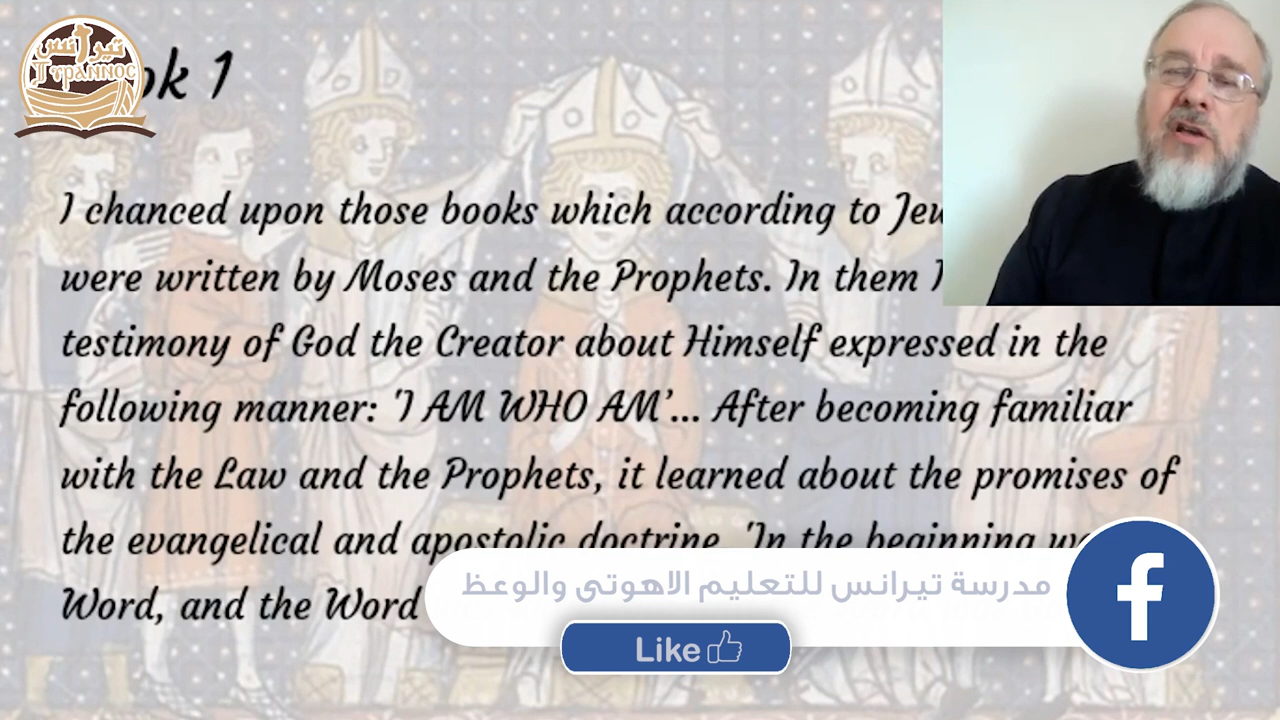 تيرانس
Τυραννος
ok 1
I chanced upon those books which according to
were written by Moses and the Prophets. In them I
testimony of God the Creator about Himself expressed in the
following manner: 'I AM WHO AM'... After becoming familiar
with the Law and the Prophets, it learned about the promises of
the evangelical and apostolic doctrine. 'In the beginning
Word, and the Word
مدرسة تيرانس للتعليم الاهوتى والوعظ
Like
f